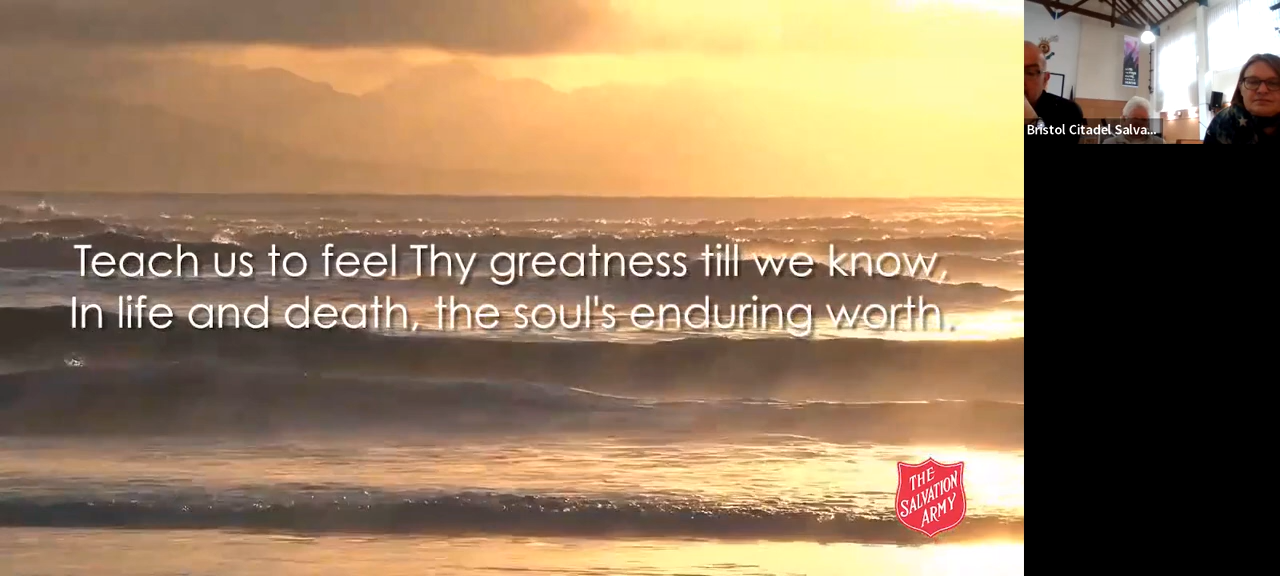 Teach us to feel Thy greatness till we know,
In life and death, the soul's enduring worth.
THE
SALVATION
ARMY
Bristol Citadel Salva...